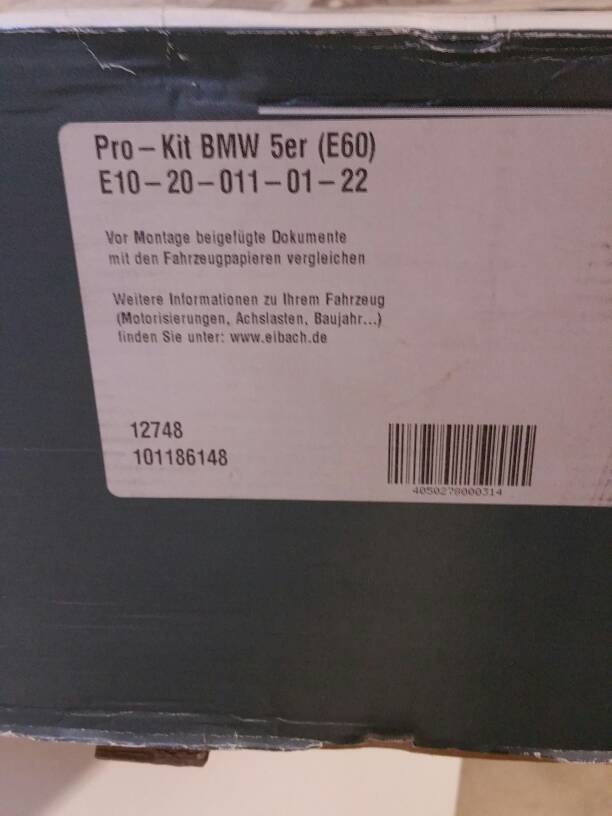 Pro – Kit BMW 5er (E60)
E10 – 20 – 011 – 01 – 22
Vor Montage beigefügte Dokumente
mit den Fahrzeugpapieren vergleichen
Weitere Informationen zu Ihrem Fahrzeug
(Motorisierungen, Achslasten, Baujahr...)
finden Sie unter: www.eibach.de
12748
101186148
4050278000314